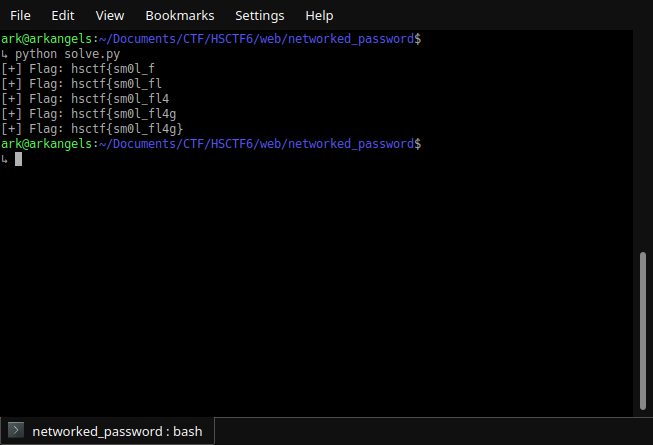 File Edit View Bookmarks Settings Help
ark@arkangels:~/Documents/CTF/HSCTF6/web/networked_password$
↳ python solve.py
[+] Flag: hsctf{sm0l_f
[+] Flag: hsctf{sm0l_fl
[+] Flag: hsctf{sm0l_fl4
[+] Flag: hsctf{sm0l_fl4g
[+] Flag: hsctf{sm0l_fl4g}
ark@arkangels:~/Documents/CTF/HSCTF6/web/networked_password$
↳
networked_password : bash